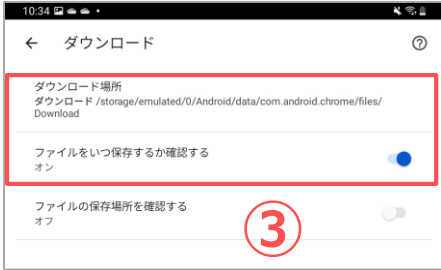 10:34
ダウンロード
ダウンロード場所
ダウンロード /storage/emulated/0/Android/data/com.android.chrome/files/
Download
ファイルをいつ保存するか確認する
オン
ファイルの保存場所を確認する
オフ
③